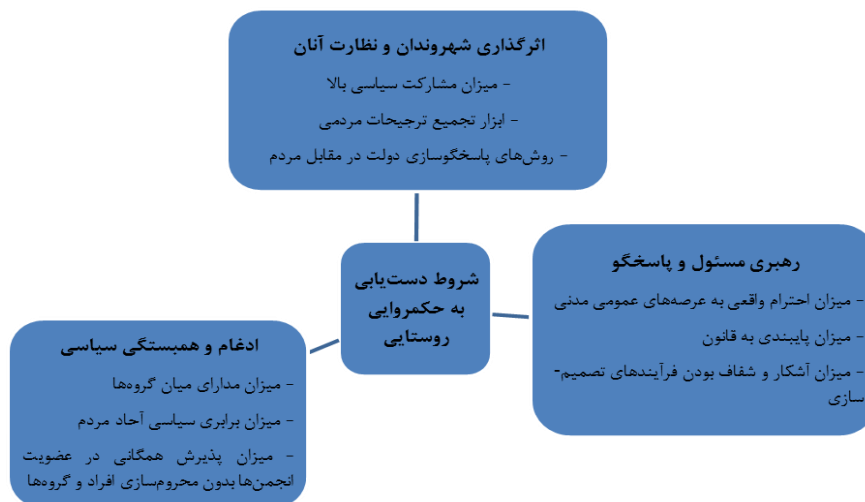 اثرگذاری شهروندان و نظارت آنان
- میزان مشارکت سیاسی بالا
- ابزار تجمیع ترجیحات مردمی
- روش‌های پاسخگوسازی دولت در مقابل مردم
شروط دست‌یابی
به حکمروایی
روستایی
رهبری مسئول و پاسخگو
- میزان احترام واقعی به عرصه‌های عمومی مدنی
- میزان پایبندی به قانون
- میزان آشکار و شفاف بودن فرآیندهای تصمیم-
سازی
ادغام و همبستگی سیاسی
- میزان مدارای میان گروه‌ها
- میزان برابری سیاسی آحاد مردم
- میزان پذیرش همگانی در عضویت
انجمن‌ها بدون محروم‌سازی افراد و گروه‌ها